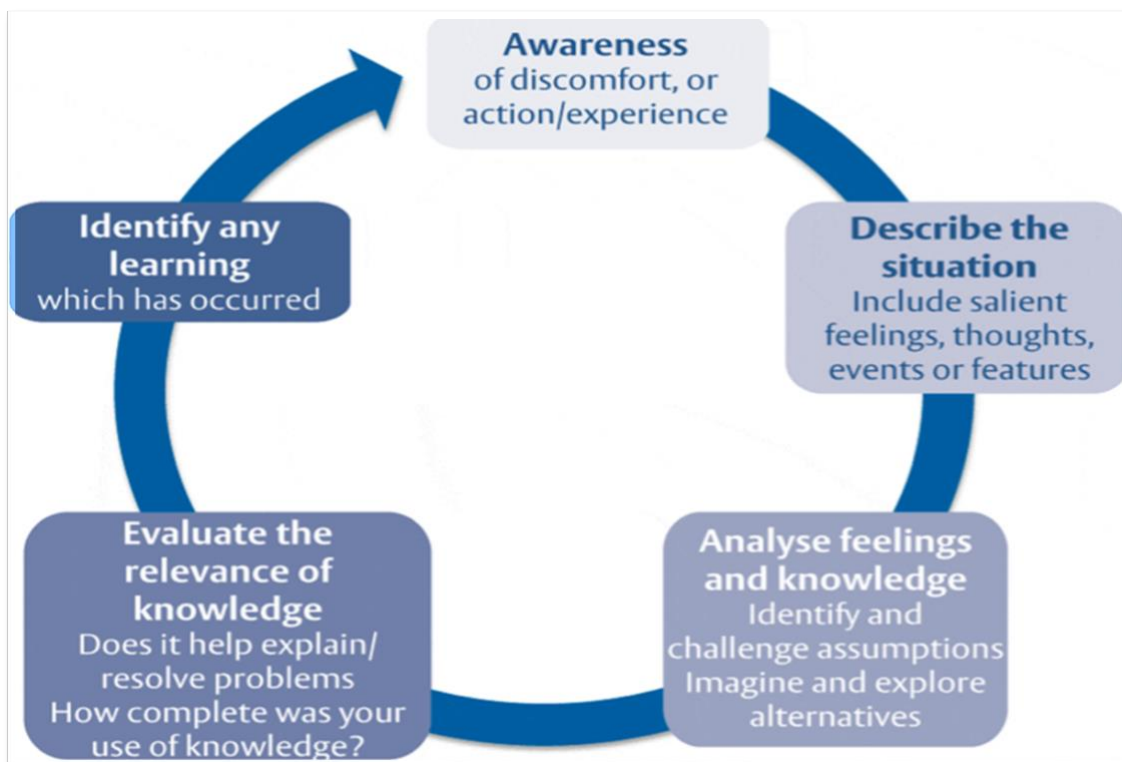 Awareness
of discomfort, or
action/experience
Describe the
situation
Include salient
feelings, thoughts,
events or features
Analyse feelings
and knowledge
Identify and
challenge assumptions
Imagine and explore
alternatives
Evaluate the
relevance of
knowledge
Does it help explain/
resolve problems
How complete was your
use of knowledge?
Identify any
learning
which has occurred